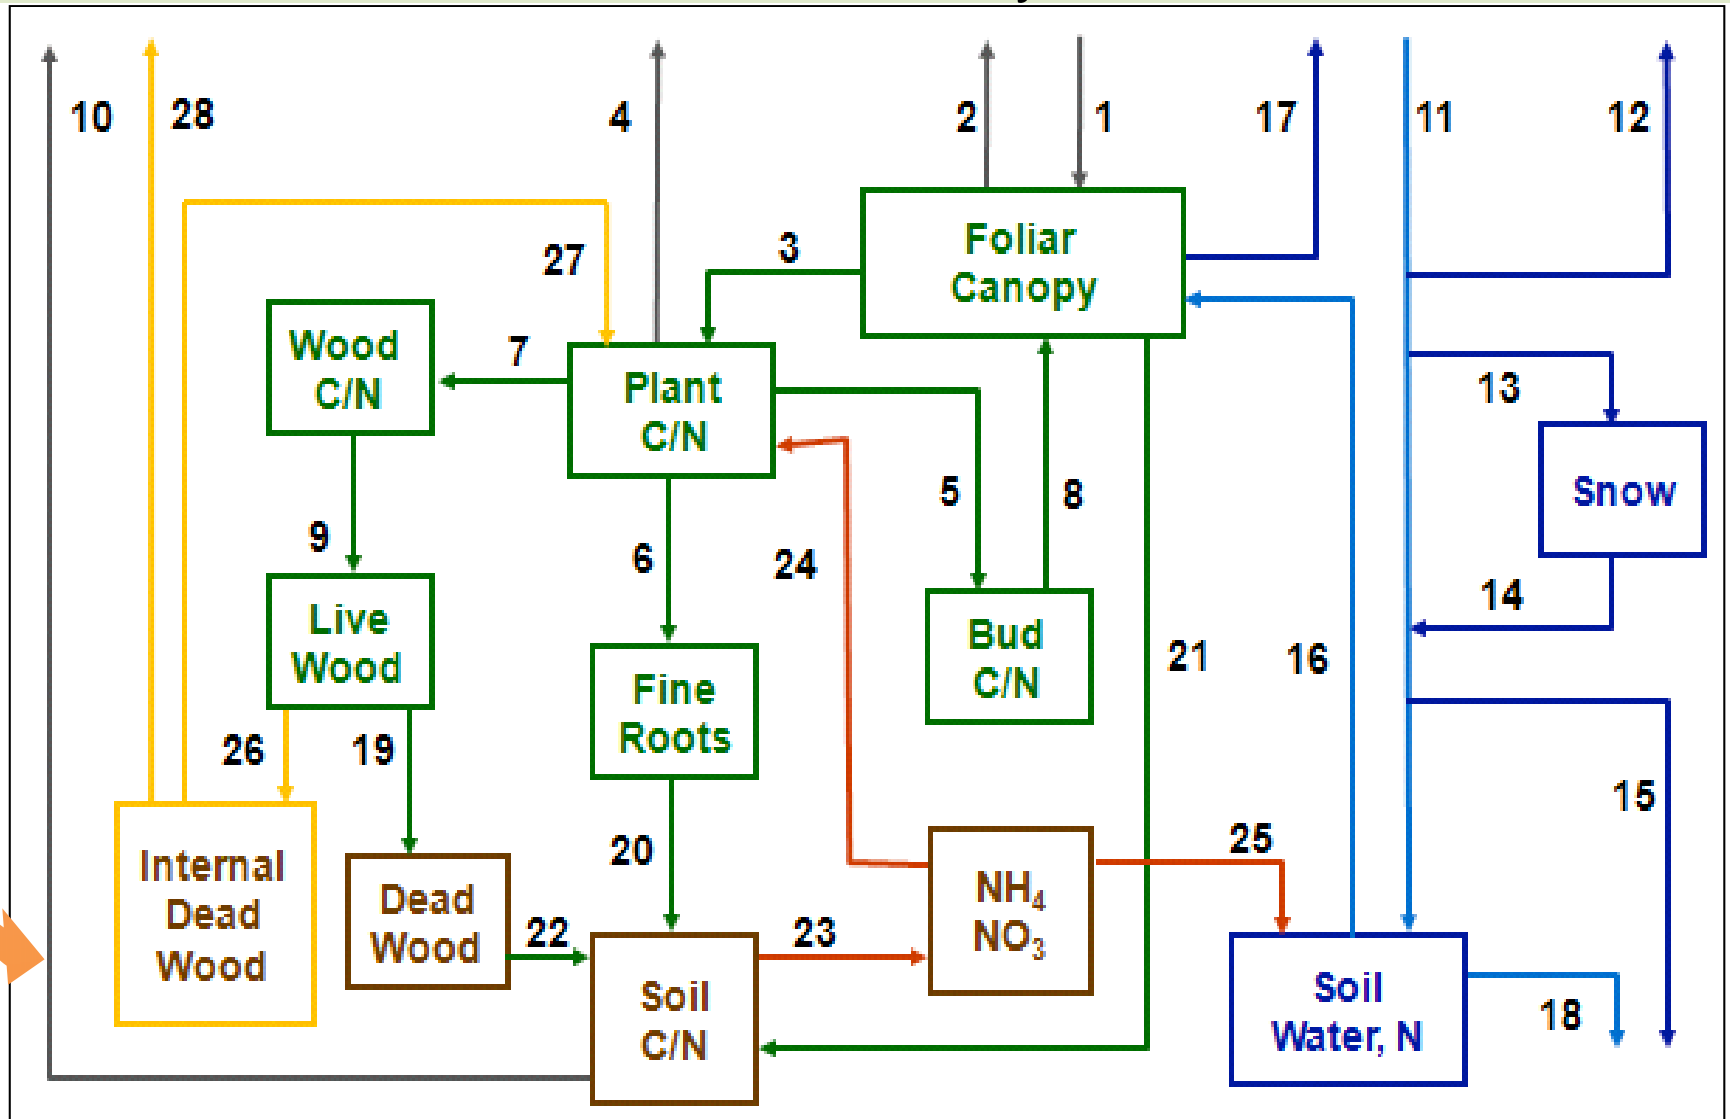 10
28
4
2
1
17
11
12
Foliar
Canopy
3
27
Wood
C/N
7
Plant
C/N
13
Snow
5
8
9
6
24
14
Live
Wood
Bud
C/N
21
16
Fine
Roots
26
19
15
20
25
Internal
Dead
Wood
Dead
Wood
22
23
NH₄
NO₃
Soil
C/N
Soil
Water, N
18